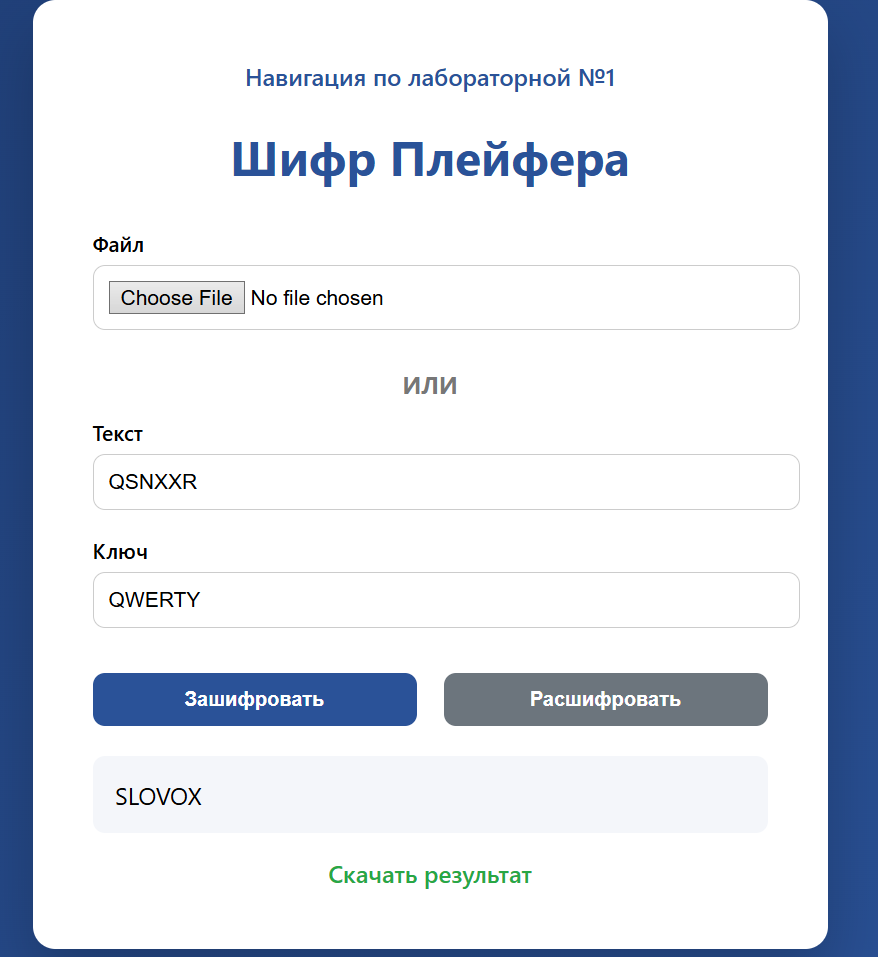 Навигация по лабораторной №1
Шифр Плейфера
Файл
Choose File No file chosen
ИЛИ
Текст
QSNXXR
Ключ
QWERTY
Зашифровать Расшифровать
SLOVOX
Скачать результат